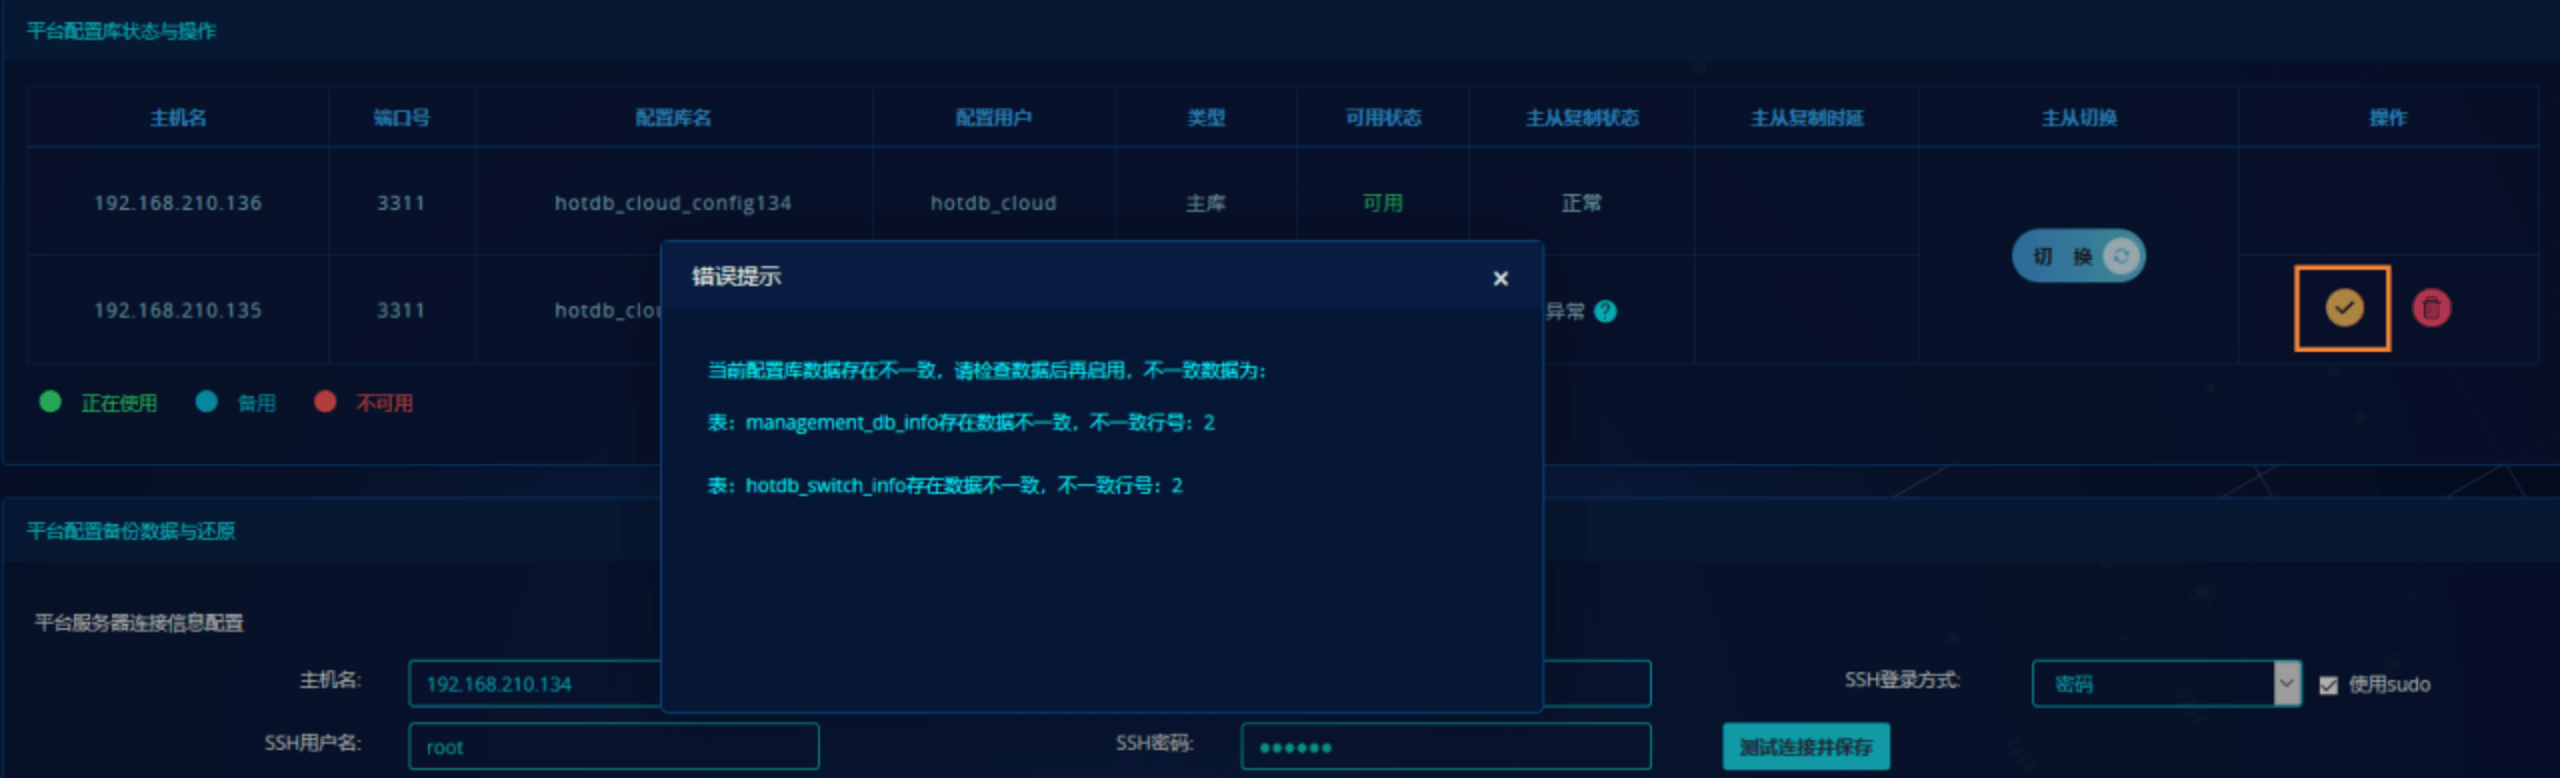 平台配置库状态与操作
主机名 端口号 配置库名 配置用户 类型 可用状态 主从复制状态 主从复制时延 主从切换 操作
192.168.210.136 3311 hotdb_cloud_config134 hotdb_cloud 主库 可用 正常
切 换
192.168.210.135 3311 hotdb_clou 异常 ?
正在使用 备用 不可用
错误提示
当前配置库数据存在不一致，请检查数据后再启用，不一致数据为：
表：management_db_info存在数据不一致，不一致行号：2
表：hotdb_switch_info存在数据不一致，不一致行号：2
平台配置备份数据与还原
平台服务器连接信息配置
主机名: 192.168.210.134 SSH登录方式: 密码 使用sudo
SSH用户名: root SSH密码: ●●●●●● 测试连接并保存